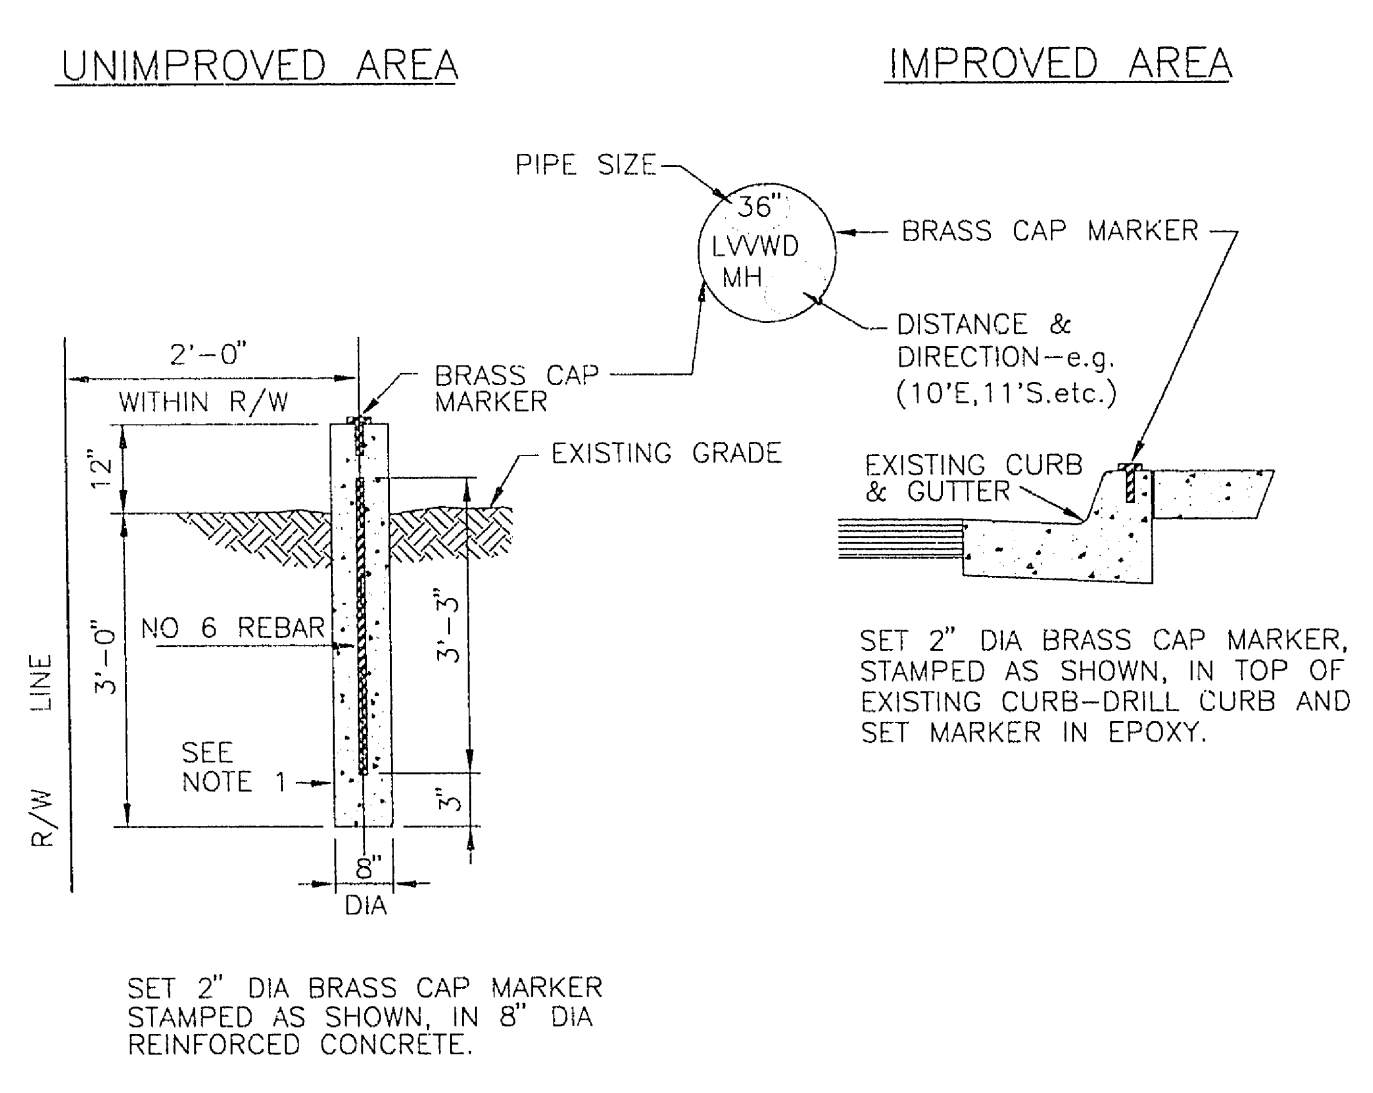 UNIMPROVED AREA
IMPROVED AREA
PIPE SIZE
36"
LVVWD
MH
BRASS CAP MARKER
DISTANCE &
DIRECTION-e.g.
(10'E,11'S.etc.)
2'-0"
WITHIN R/W
BRASS CAP
MARKER
12"
EXISTING GRADE
EXISTING CURB
& GUTTER
NO 6 REBAR
3'-0"
3'-3"
SEE
NOTE 1
3"
R/W LINE
8"
DIA
SET 2" DIA BRASS CAP MARKER,
STAMPED AS SHOWN, IN TOP OF
EXISTING CURB-DRILL CURB AND
SET MARKER IN EPOXY.
SET 2" DIA BRASS CAP MARKER
STAMPED AS SHOWN, IN 8" DIA
REINFORCED CONCRETE.